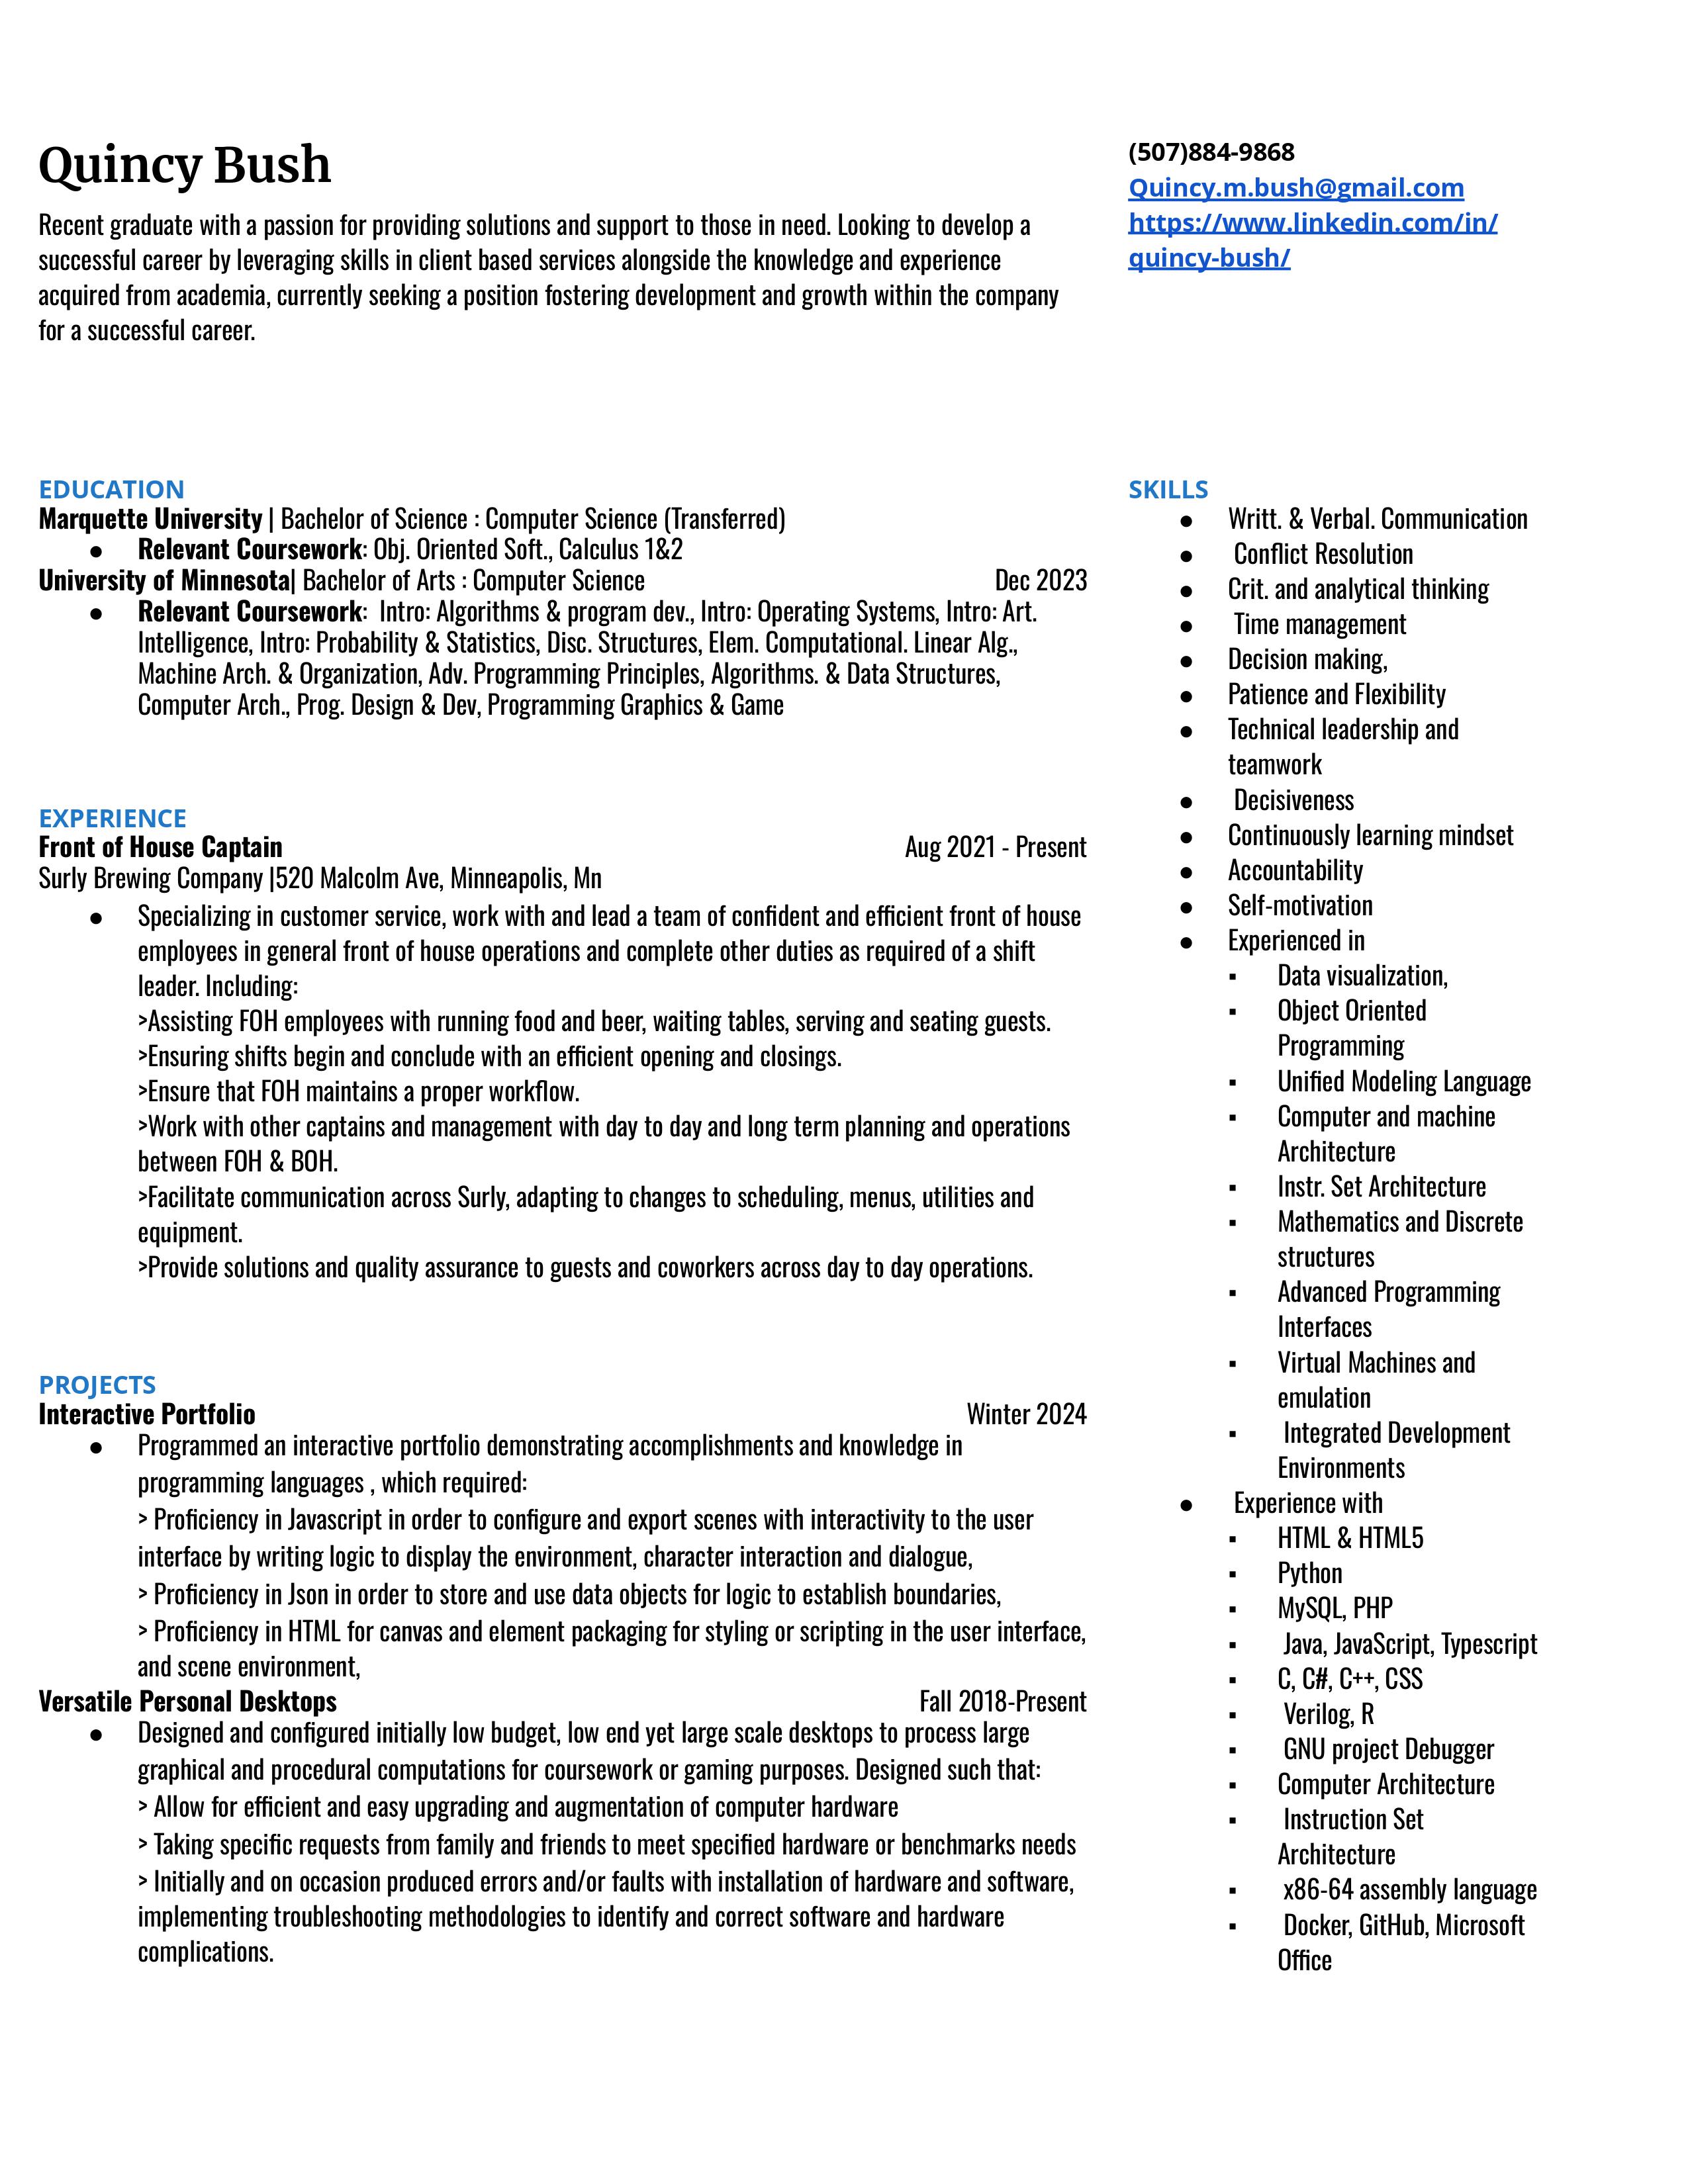 Quincy Bush
Recent graduate with a passion for providing solutions and support to those in need. Looking to develop a
successful career by leveraging skills in client based services alongside the knowledge and experience
acquired from academia, currently seeking a position fostering development and growth within the company
for a successful career.
(507)884-9868
Quincy.m.bush@gmail.com
https://www.linkedin.com/in/
quincy-bush/
EDUCATION
Marquette University | Bachelor of Science : Computer Science (Transferred)
● Relevant Coursework: Obj. Oriented Soft., Calculus 1&2
University of Minnesota| Bachelor of Arts : Computer Science Dec 2023
● Relevant Coursework: Intro: Algorithms & program dev., Intro: Operating Systems, Intro: Art.
Intelligence, Intro: Probability & Statistics, Disc. Structures, Elem. Computational. Linear Alg.,
Machine Arch. & Organization, Adv. Programming Principles, Algorithms. & Data Structures,
Computer Arch., Prog. Design & Dev, Programming Graphics & Game
EXPERIENCE
Front of House Captain Aug 2021 - Present
Surly Brewing Company |520 Malcolm Ave, Minneapolis, Mn
● Specializing in customer service, work with and lead a team of confident and efficient front of house
employees in general front of house operations and complete other duties as required of a shift
leader. Including:
>Assisting FOH employees with running food and beer, waiting tables, serving and seating guests.
>Ensuring shifts begin and conclude with an efficient opening and closings.
>Ensure that FOH maintains a proper workflow.
>Work with other captains and management with day to day and long term planning and operations
between FOH & BOH.
>Facilitate communication across Surly, adapting to changes to scheduling, menus, utilities and
equipment.
>Provide solutions and quality assurance to guests and coworkers across day to day operations.
PROJECTS
Interactive Portfolio Winter 2024
● Programmed an interactive portfolio demonstrating accomplishments and knowledge in
programming languages , which required:
> Proficiency in Javascript in order to configure and export scenes with interactivity to the user
interface by writing logic to display the environment, character interaction and dialogue,
> Proficiency in Json in order to store and use data objects for logic to establish boundaries,
> Proficiency in HTML for canvas and element packaging for styling or scripting in the user interface,
and scene environment,
Versatile Personal Desktops Fall 2018-Present
● Designed and configured initially low budget, low end yet large scale desktops to process large
graphical and procedural computations for coursework or gaming purposes. Designed such that:
> Allow for efficient and easy upgrading and augmentation of computer hardware
> Taking specific requests from family and friends to meet specified hardware or benchmarks needs
> Initially and on occasion produced errors and/or faults with installation of hardware and software,
implementing troubleshooting methodologies to identify and correct software and hardware
complications.
SKILLS
● Writt. & Verbal. Communication
● Conflict Resolution
● Crit. and analytical thinking
● Time management
● Decision making,
● Patience and Flexibility
● Technical leadership and
teamwork
● Decisiveness
● Continuously learning mindset
● Accountability
● Self-motivation
● Experienced in
▪ Data visualization,
▪ Object Oriented
Programming
▪ Unified Modeling Language
▪ Computer and machine
Architecture
▪ Instr. Set Architecture
▪ Mathematics and Discrete
structures
▪ Advanced Programming
Interfaces
▪ Virtual Machines and
emulation
▪ Integrated Development
Environments
● Experience with
▪ HTML & HTML5
▪ Python
▪ MySQL, PHP
▪ Java, JavaScript, Typescript
▪ C, C#, C++, CSS
▪ Verilog, R
▪ GNU project Debugger
▪ Computer Architecture
▪ Instruction Set
Architecture
▪ x86-64 assembly language
▪ Docker, GitHub, Microsoft
Office